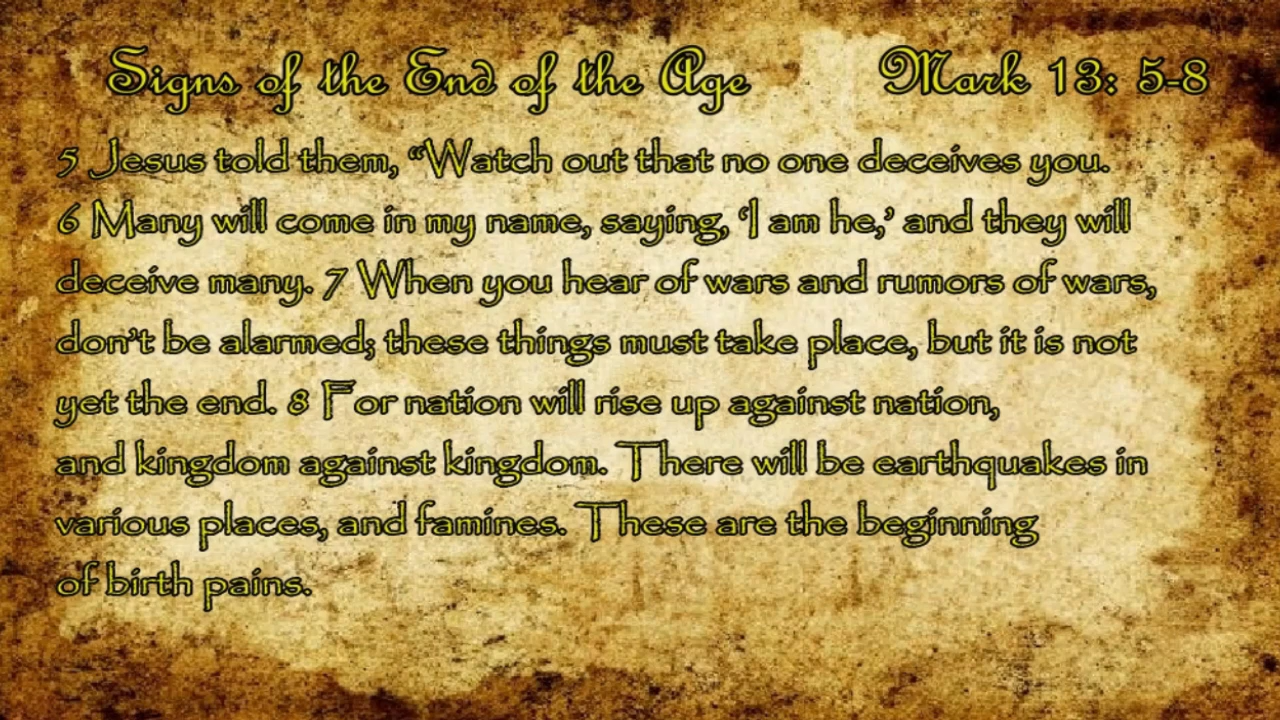 Signs of the End of the Age Mark 13: 5-8
5 Jesus told them, “Watch out that no one deceives you.
6 Many will come in my name, saying, ‘I am he,’ and they will
deceive many. 7 When you hear of wars and rumors of wars,
don’t be alarmed; these things must take place, but it is not
yet the end. 8 For nation will rise up against nation,
and kingdom against kingdom. There will be earthquakes in
various places, and famines. These are the beginning
of birth pains.